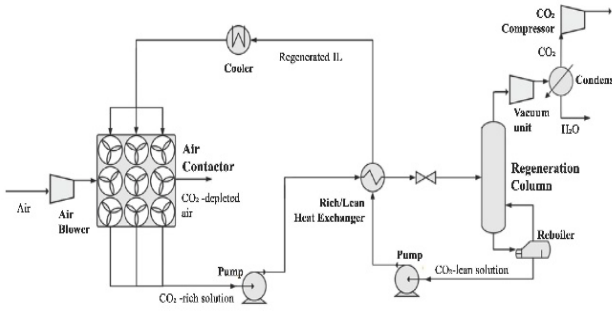 CO₂
Compressor
CO₂
Regenerated IL
Cooler
Conden
Vacuum
unit
H₂O
Air
Contactor
Regeneration
Column
Rich/Lean
Heat Exchanger
CO₂ -depleted
air
Air
Air
Blower
Reboiler
Pump
Pump
CO₂-lean solution
CO₂ -rich solution